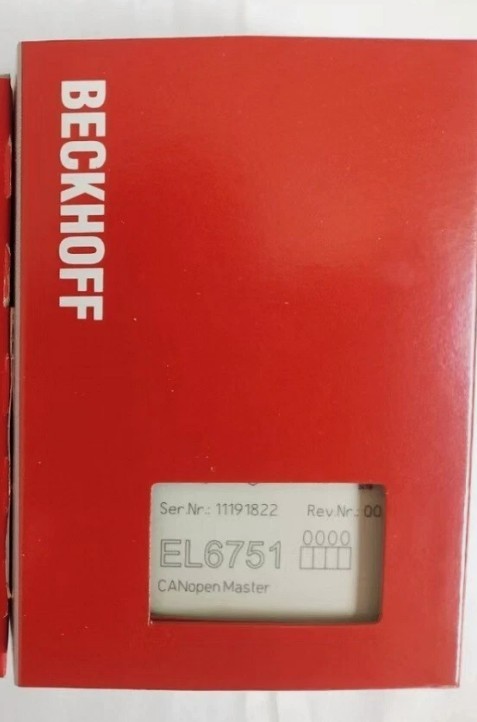 BECKHOFF
Ser.Nr.: 11191822 Rev.Nr.: 00
0000
EL6751
CANopen Master